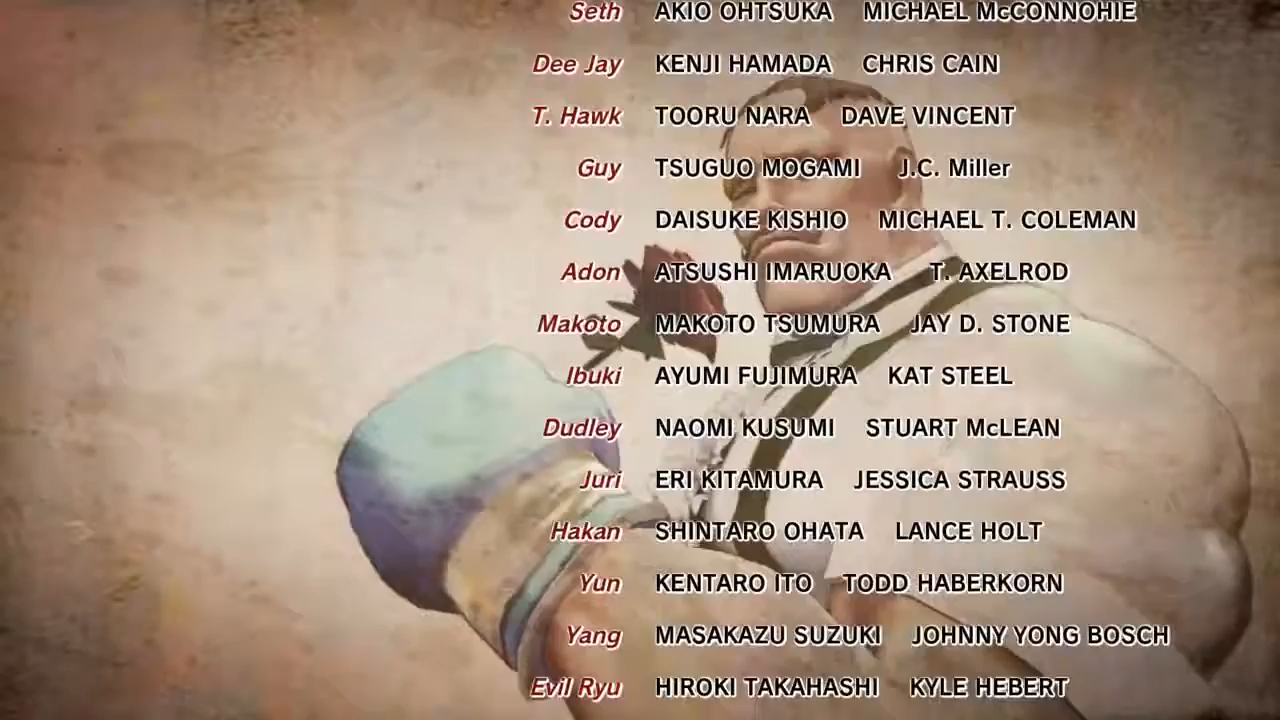 Seth AKIO OHTSUKA MICHAEL McCONNOHIE
Dee Jay KENJI HAMADA CHRIS CAIN
T. Hawk TOORU NARA DAVE VINCENT
Guy TSUGUO MOGAMI J.C. Miller
Cody DAISUKE KISHIO MICHAEL T. COLEMAN
Adon ATSUSHI IMARUOKA T. AXELROD
Makoto MAKOTO TSUMURA JAY D. STONE
Ibuki AYUMI FUJIMURA KAT STEEL
Dudley NAOMI KUSUMI STUART McLEAN
Juri ERI KITAMURA JESSICA STRAUSS
Hakan SHINTARO OHATA LANCE HOLT
Yun KENTARO ITO TODD HABERKORN
Yang MASAKAZU SUZUKI JOHNNY YONG BOSCH
Evil Ryu HIROKI TAKAHASHI KYLE HEBERT